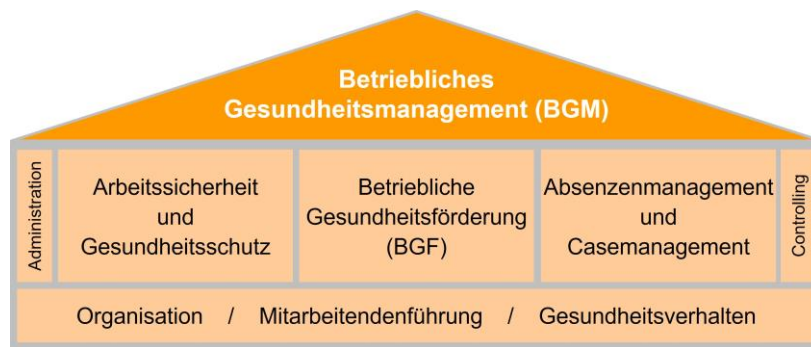 Betriebliches
Gesundheitsmanagement (BGM)
Administration
Arbeitssicherheit
und
Gesundheitsschutz
Betriebliche
Gesundheitsförderung
(BGF)
Absenzenmanagement
und
Casemanagement
Controlling
Organisation / Mitarbeitendenführung / Gesundheitsverhalten